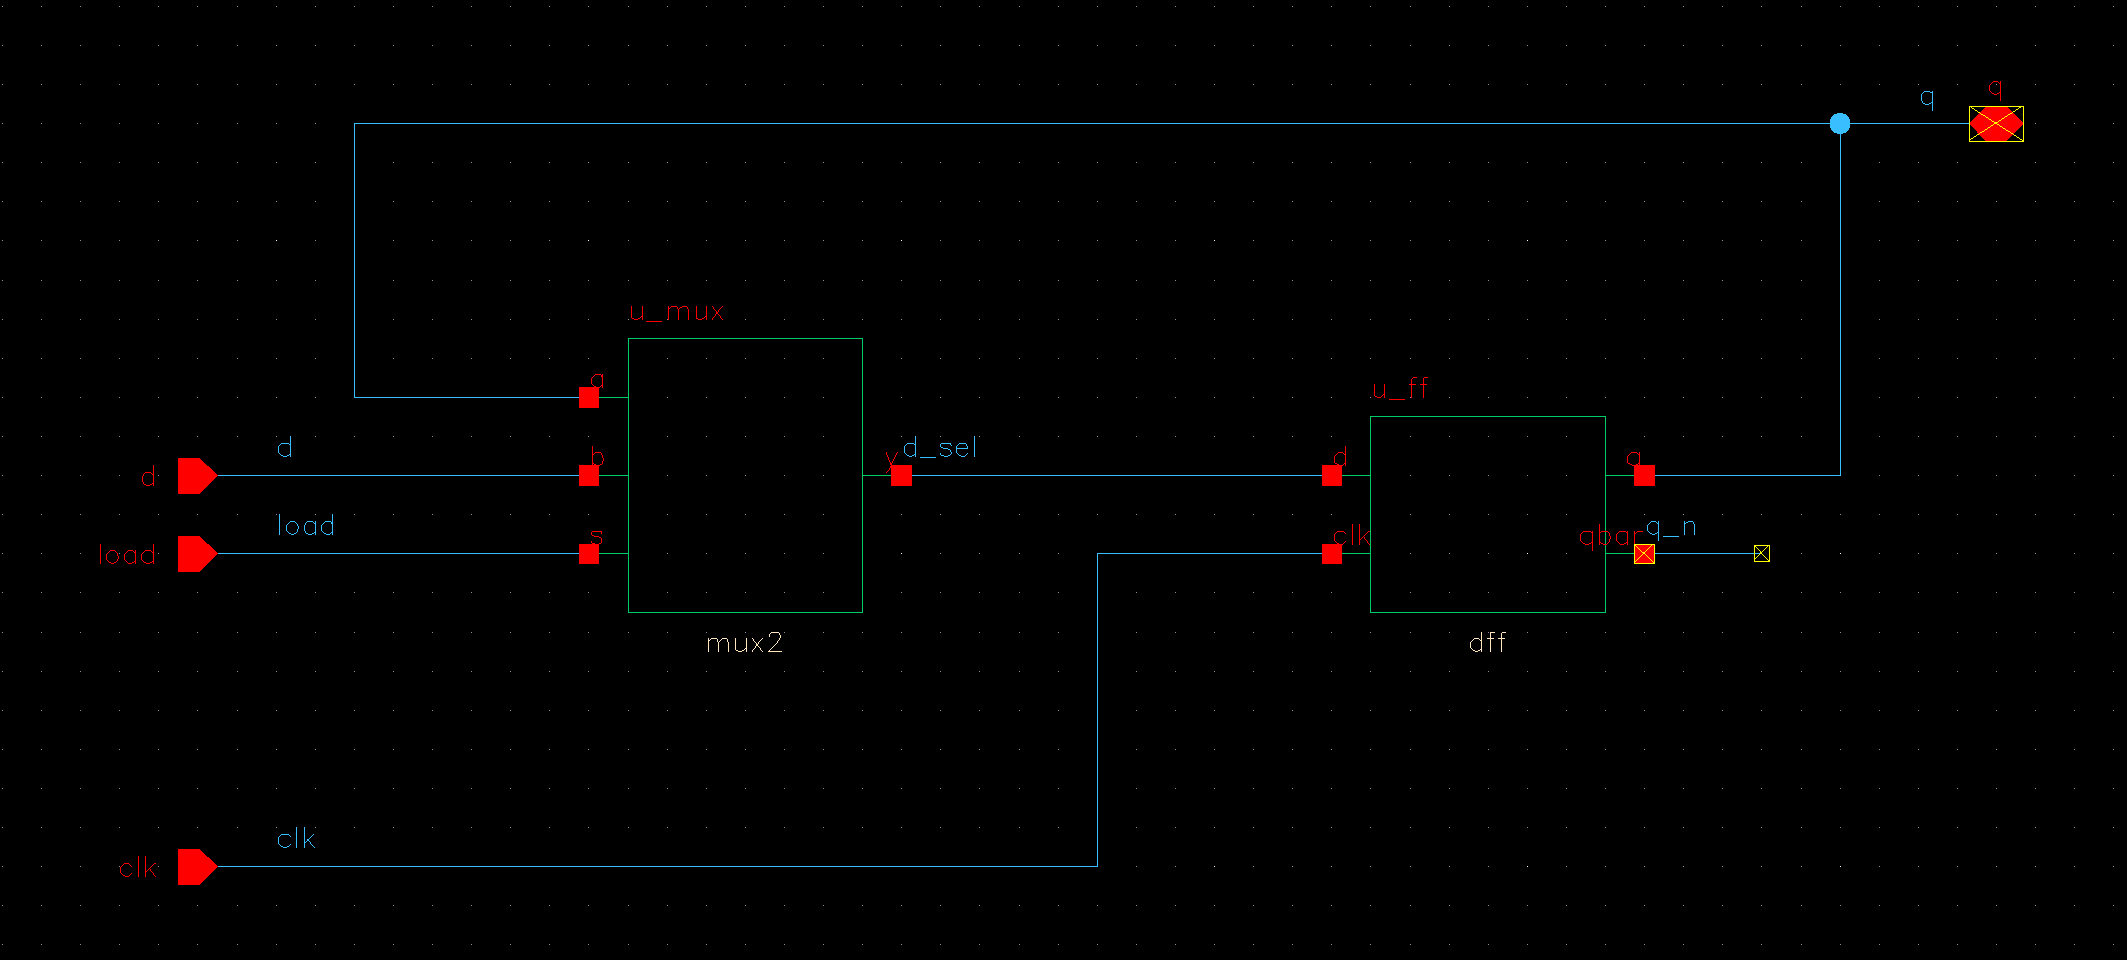 q
q
u_mux
a
u_ff
d
d
b
y
d_sel
d
q
load
load
s
clk
qbar
q_n
mux2
dff
clk
clk